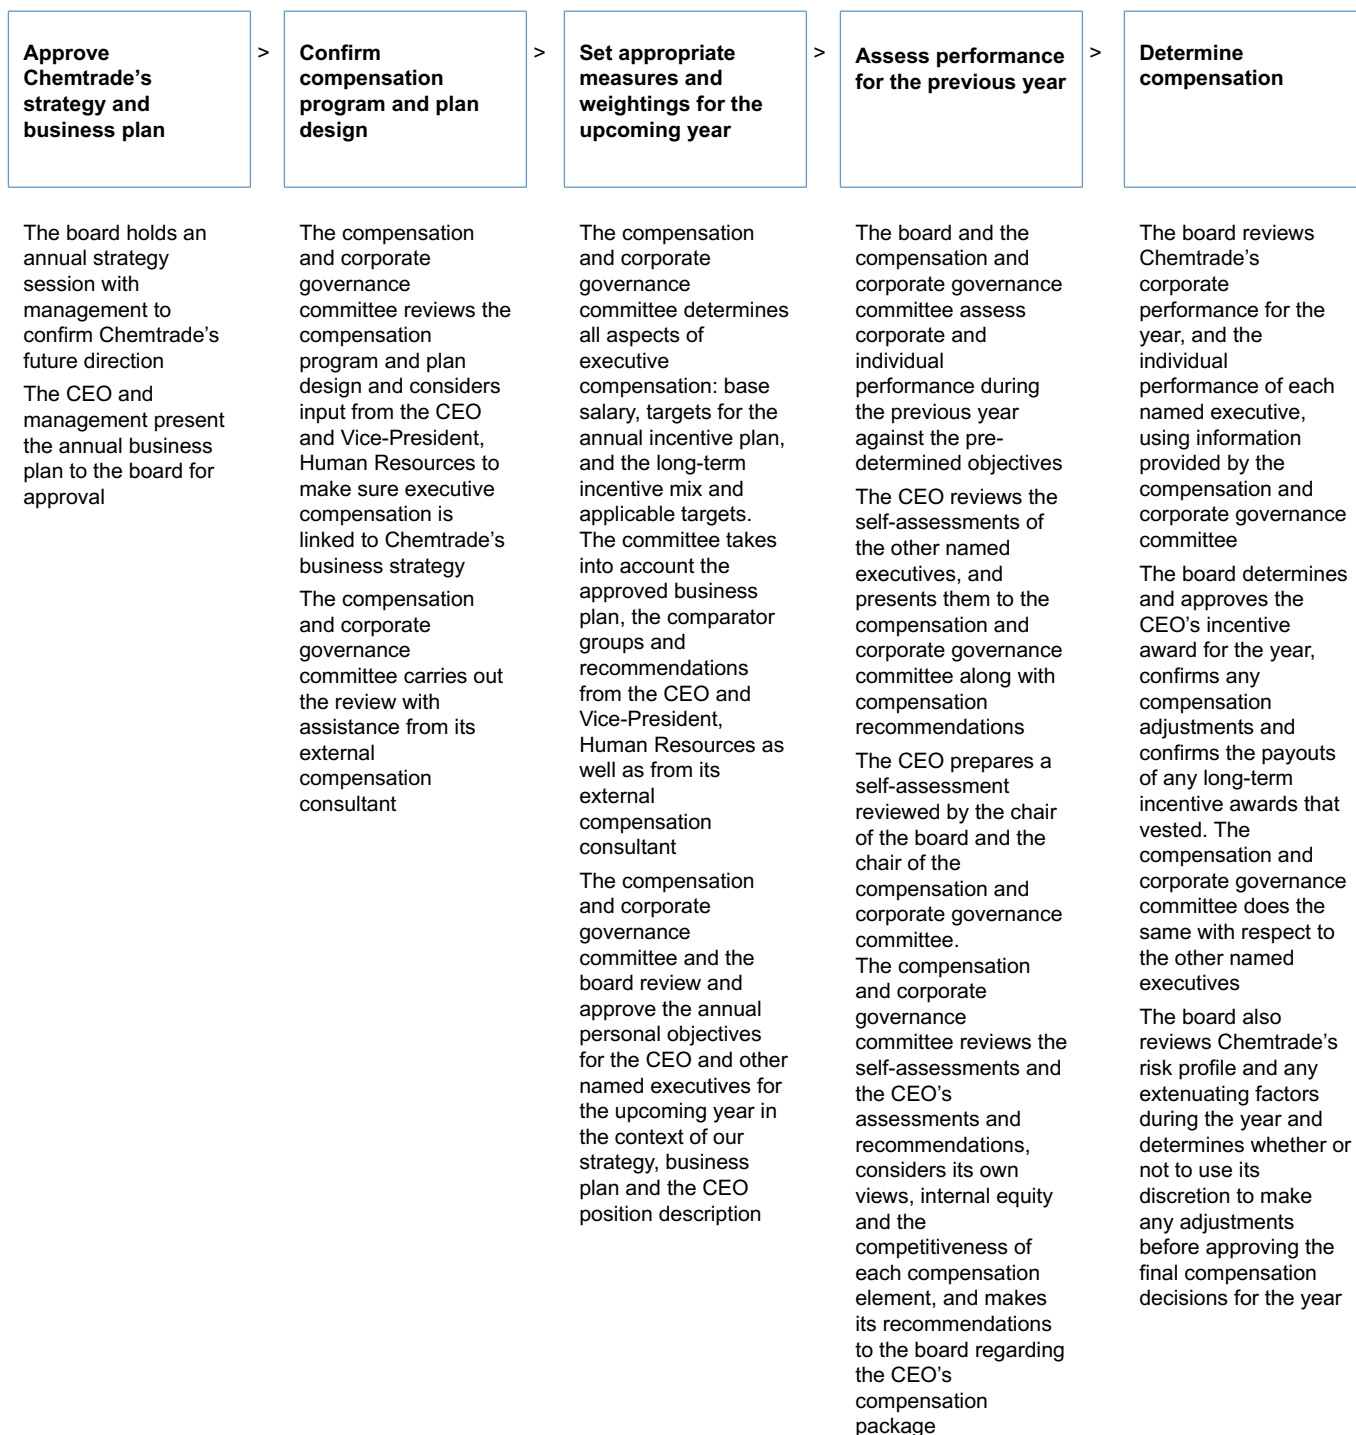 Approve
Chemtrade's
strategy and
business plan
>
Confirm
compensation
program and plan
design
>
Set appropriate
measures and
weightings for the
upcoming year
>
Assess performance
for the previous year
>
Determine
compensation
The board holds an
annual strategy
session with
management to
confirm Chemtrade's
future direction
The CEO and
management present
the annual business
plan to the board for
approval
The compensation
and corporate
governance
committee reviews the
compensation
program and plan
design and considers
input from the CEO
and Vice-President,
Human Resources to
make sure executive
compensation is
linked to Chemtrade's
business strategy
The compensation
and corporate
governance
committee carries out
the review with
assistance from its
external
compensation
consultant
The compensation
and corporate
governance
committee determines
all aspects of
executive
compensation: base
salary, targets for the
annual incentive plan,
and the long-term
incentive mix and
applicable targets.
The committee takes
into account the
approved business
plan, the comparator
groups and
recommendations
from the CEO and
Vice-President,
Human Resources as
well as from its
external
compensation
consultant
The compensation
and corporate
governance
committee and the
board review and
approve the annual
personal objectives
for the CEO and other
named executives for
the upcoming year in
the context of our
strategy, business
plan and the CEO
position description
The board and the
compensation and
corporate governance
committee assess
corporate and
individual
performance during
the previous year
against the pre-
determined objectives
The CEO reviews the
self-assessments of
the other named
executives, and
presents them to the
compensation and
corporate governance
committee along with
compensation
recommendations
The CEO prepares a
self-assessment
reviewed by the chair
of the board and the
chair of the
compensation and
corporate governance
committee.
The compensation
and corporate
governance
committee reviews the
self-assessments and
the CEO's
assessments and
recommendations,
considers its own
views, internal equity
and the
competitiveness of
each compensation
element, and makes
its recommendations
to the board regarding
the CEO's
compensation
package
The board reviews
Chemtrade's
corporate
performance for the
year, and the
individual
performance of each
named executive,
using information
provided by the
compensation and
corporate governance
committee
The board determines
and approves the
CEO's incentive
award for the year,
confirms any
compensation
adjustments and
confirms the payouts
of any long-term
incentive awards that
vested. The
compensation and
corporate governance
committee does the
same with respect to
the other named
executives
The board also
reviews Chemtrade's
risk profile and any
extenuating factors
during the year and
determines whether or
not to use its
discretion to make
any adjustments
before approving the
final compensation
decisions for the year